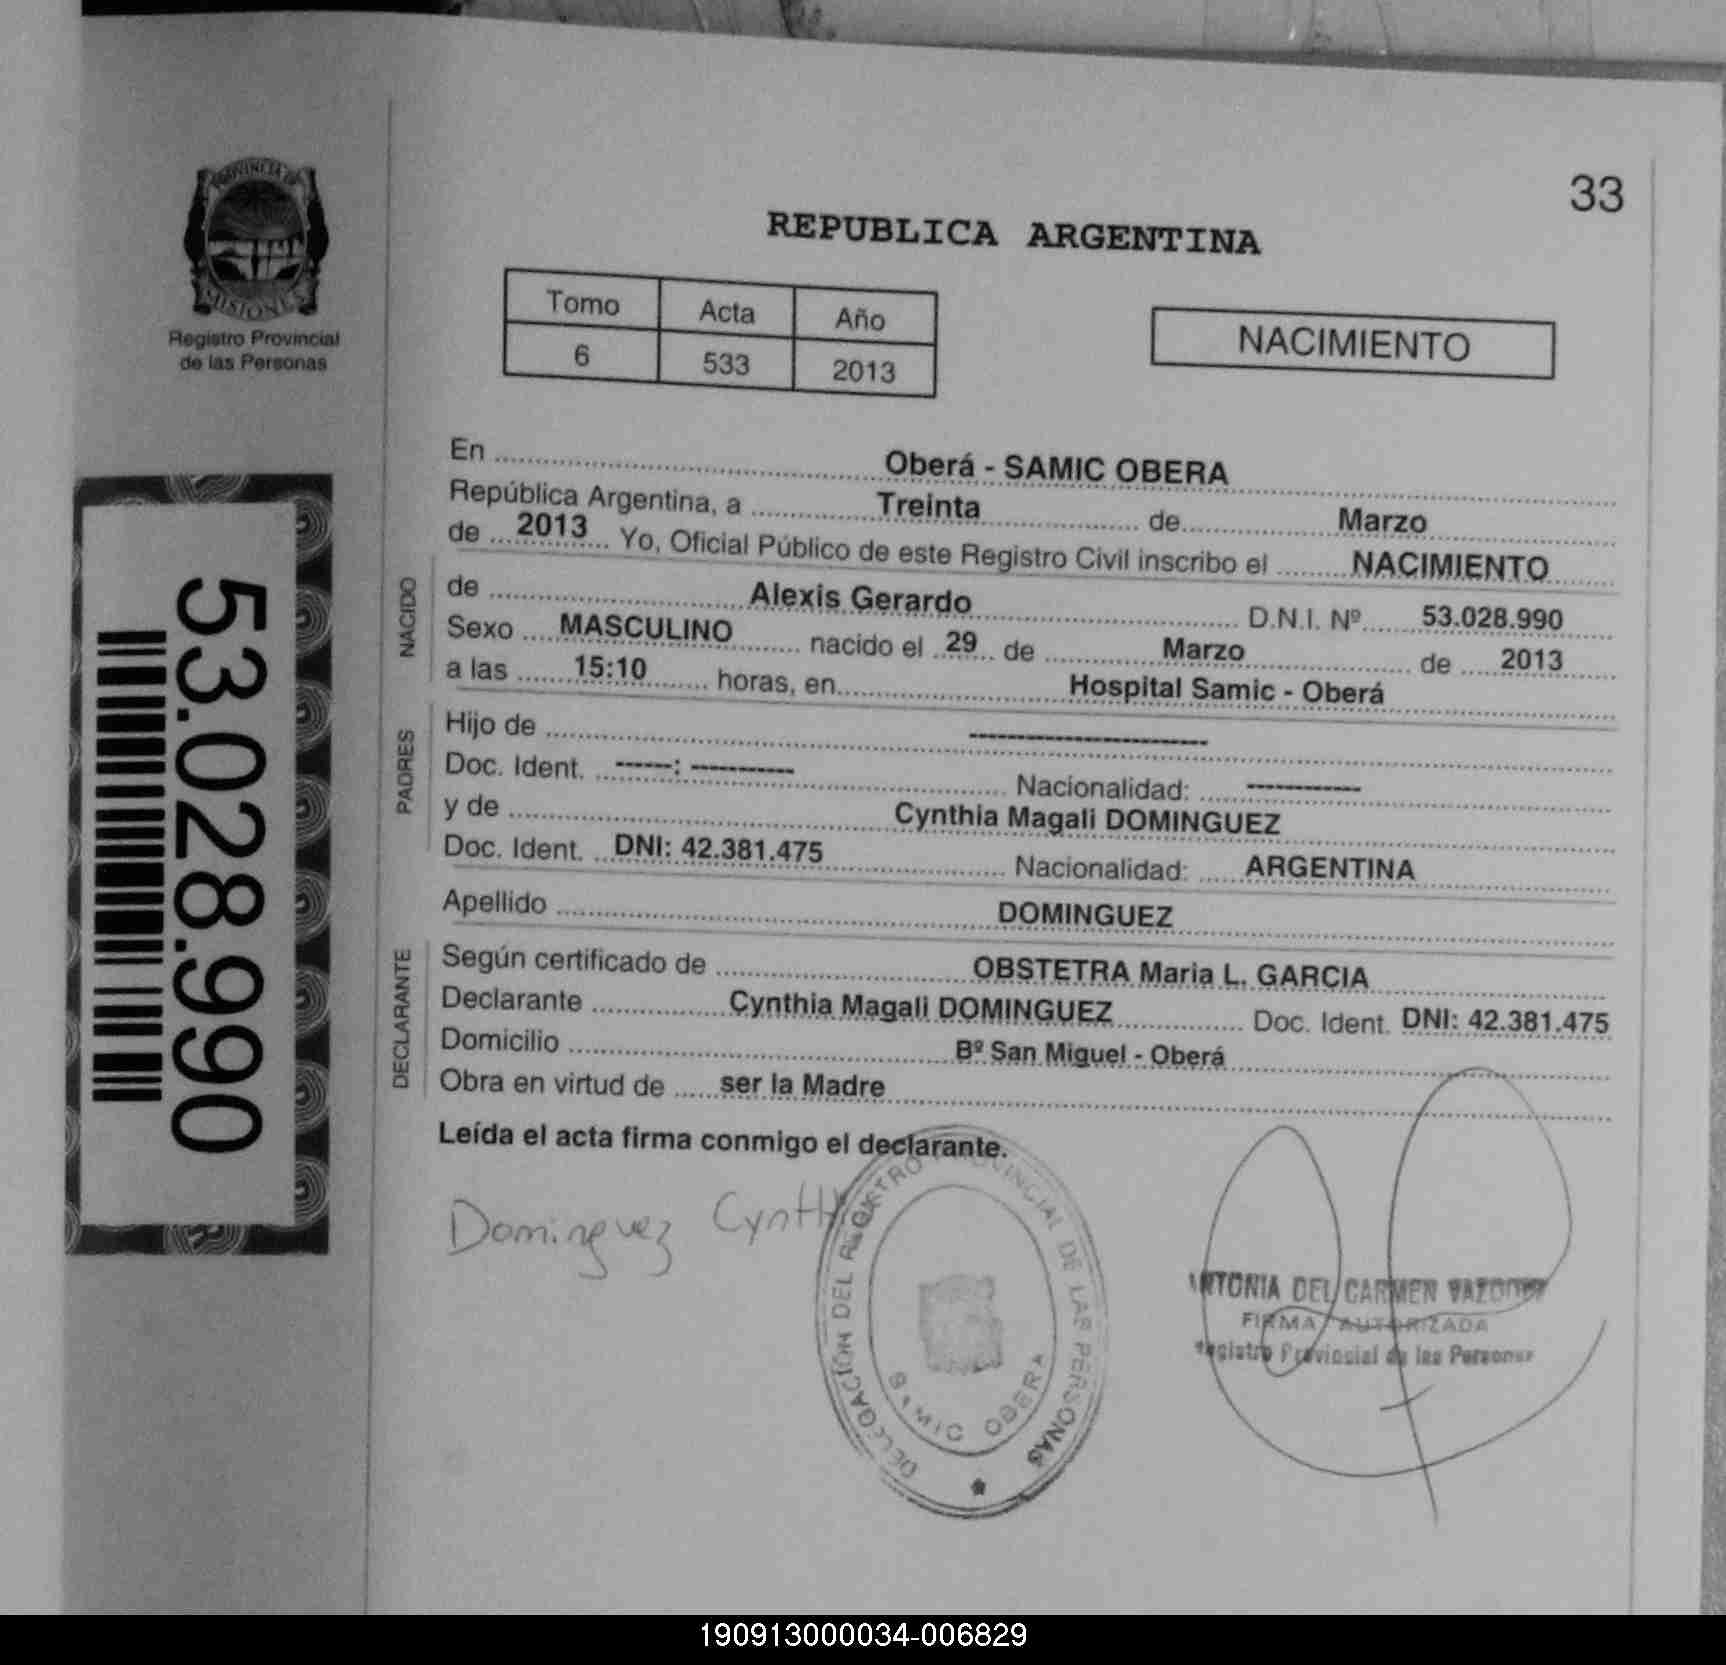 33
PROVINCIA DE
MISIONES
Registro Provincial
de las Personas
REPUBLICA ARGENTINA
Tomo Acta Año
6 533 2013
NACIMIENTO
53.028.990
En Oberá - SAMIC OBERA
República Argentina, a Treinta de Marzo
de 2013 Yo, Oficial Público de este Registro Civil inscribo el NACIMIENTO
NACIDO
de Alexis Gerardo D.N.I. Nº 53.028.990
Sexo MASCULINO nacido el 29 de Marzo de 2013
a las 15:10 horas, en Hospital Samic - Oberá
PADRES
Hijo de -----------------------
Doc. Ident. ------: ----------- Nacionalidad: ------------
y de Cynthia Magali DOMINGUEZ
Doc. Ident. DNI: 42.381.475 Nacionalidad: ARGENTINA
Apellido DOMINGUEZ
DECLARANTE
Según certificado de OBSTETRA Maria L. GARCIA
Declarante Cynthia Magali DOMINGUEZ Doc. Ident. DNI: 42.381.475
Domicilio Bº San Miguel - Oberá
Obra en virtud de ser la Madre
Leída el acta firma conmigo el declarante.
Dominguez
DELEGACIÓN DEL REGISTRO PROVINCIAL DE LAS PERSONAS
SAMIC OBERA
DEL CARMEN
FIRMA AUTORIZADA
Registro Provincial de las Personas
190913000034-006829